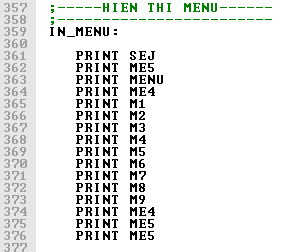 357 ;-----HIEN THI MENU------
358 ;-----------------------
359 IN_MENU:
360
361 PRINT SEJ
362 PRINT ME5
363 PRINT MENU
364 PRINT ME4
365 PRINT M1
366 PRINT M2
367 PRINT M3
368 PRINT M4
369 PRINT M5
370 PRINT M6
371 PRINT M7
372 PRINT M8
373 PRINT M9
374 PRINT ME4
375 PRINT ME5
376 PRINT ME5
377